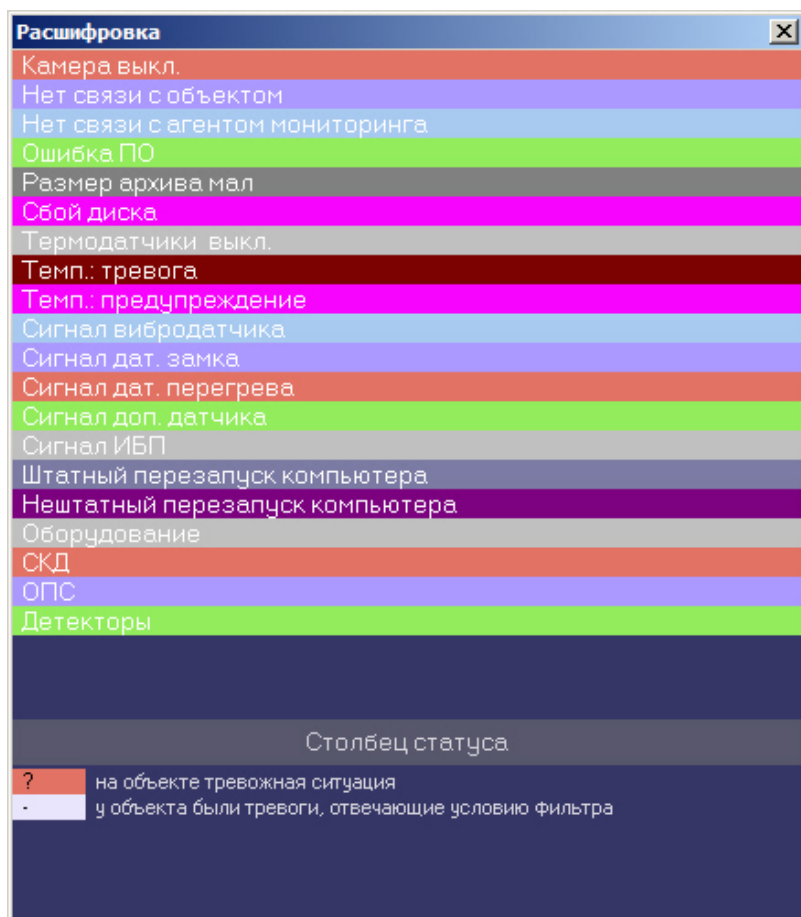 Расшифровка
Камера выкл.
Нет связи с объектом
Нет связи с агентом мониторинга
Ошибка ПО
Размер архива мал
Сбой диска
Термодатчики выкл.
Темп.: тревога
Темп.: предупреждение
Сигнал вибродатчика
Сигнал дат. замка
Сигнал дат. перегрева
Сигнал доп. датчика
Сигнал ИБП
Штатный перезапуск компьютера
Нештатный перезапуск компьютера
Оборудование
СКД
ОПС
Детекторы
Столбец статуса
? на объекте тревожная ситуация
- у объекта были тревоги, отвечающие условию фильтра